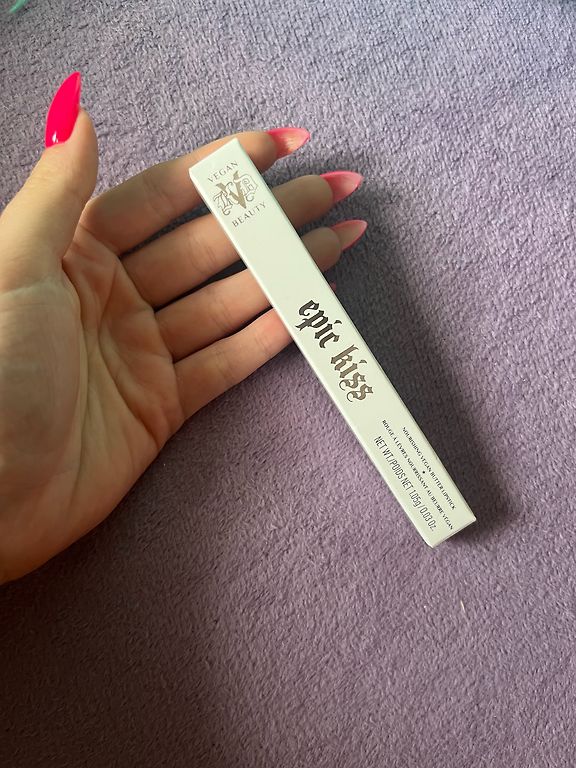 VEGAN
KVD
BEAUTY
epic kiss
NOURISHING VEGAN BUTTER LIPSTICK
ROUGE À LÈVRES NOURRISSANT AU BEURRE VEGAN
NET WT./POIDS NET 1.05g/0.03 Oz.